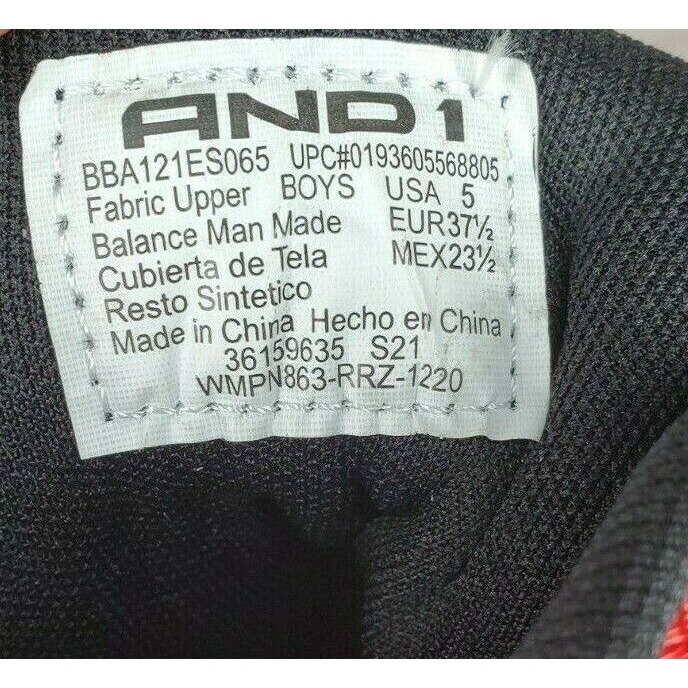 AND1
BBA121ES065 UPC#0193605568805
Fabric Upper BOYS USA 5
Balance Man Made EUR37½
Cubierta de Tela MEX23½
Resto Sintetico
Made in China Hecho en China
36159635 S21
WMPN863-RRZ-1220